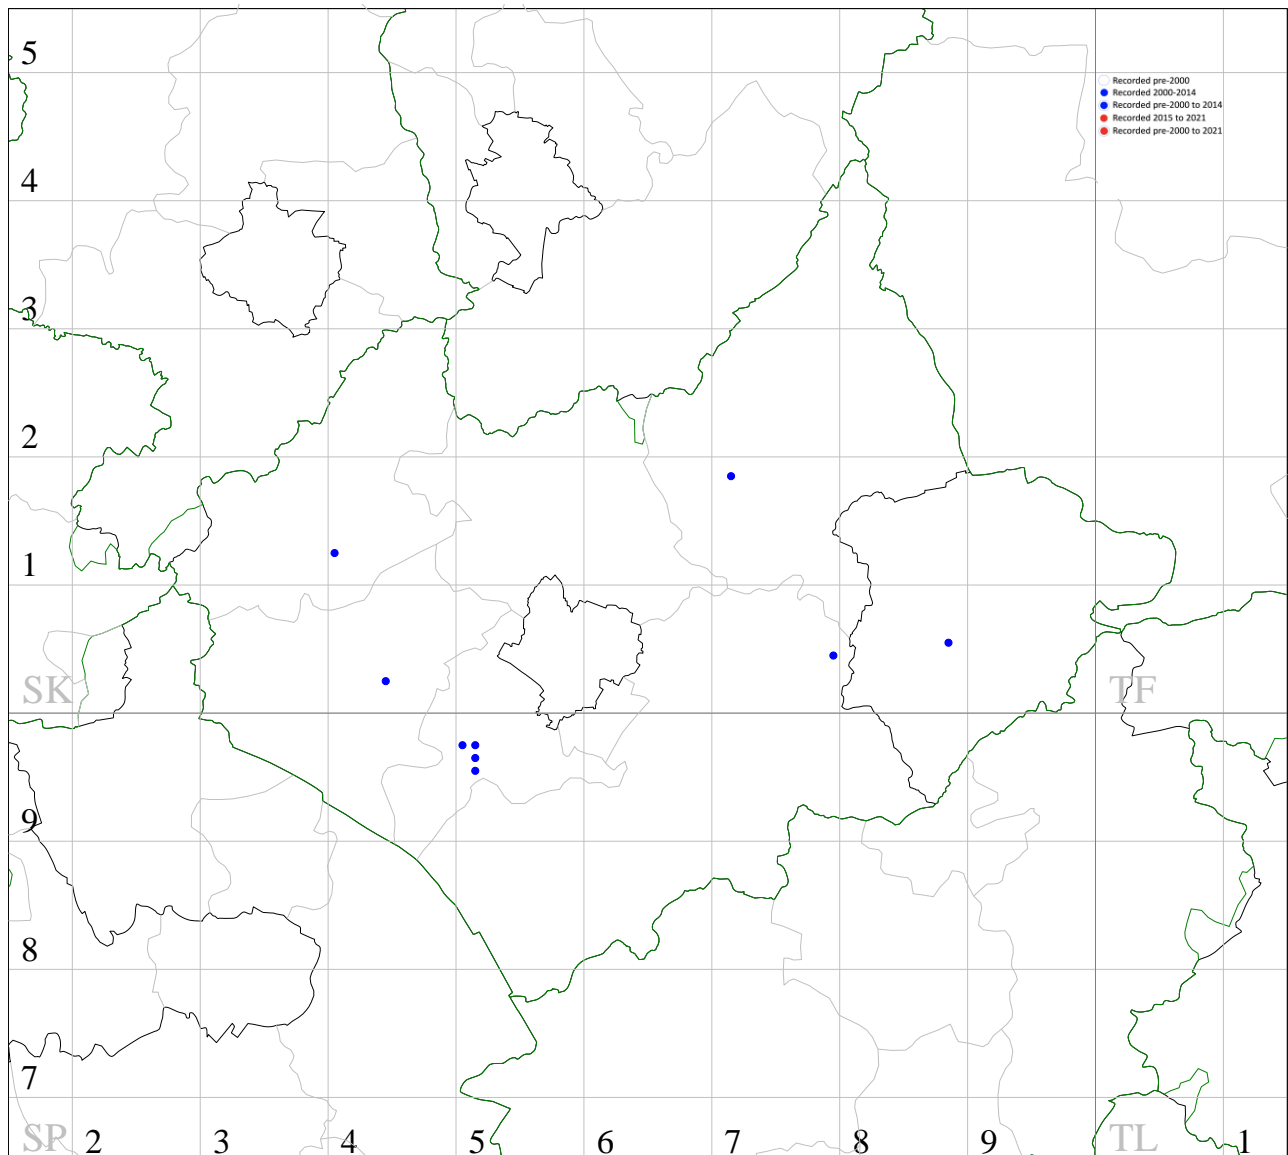 5
Recorded pre-2000
Recorded 2000-2014
Recorded pre-2000 to 2014
Recorded 2015 to 2021
Recorded pre-2000 to 2021
4
3
2
1
SK
TF
9
8
7
SP 2 3 4 5 6 7 8 9 TL 1